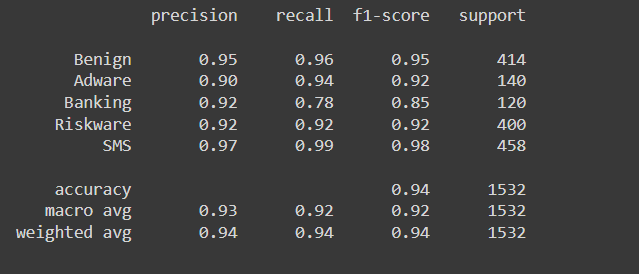 precision recall f1-score support
Benign 0.95 0.96 0.95 414
Adware 0.90 0.94 0.92 140
Banking 0.92 0.78 0.85 120
Riskware 0.92 0.92 0.92 400
SMS 0.97 0.99 0.98 458
accuracy 0.94 1532
macro avg 0.93 0.92 0.92 1532
weighted avg 0.94 0.94 0.94 1532